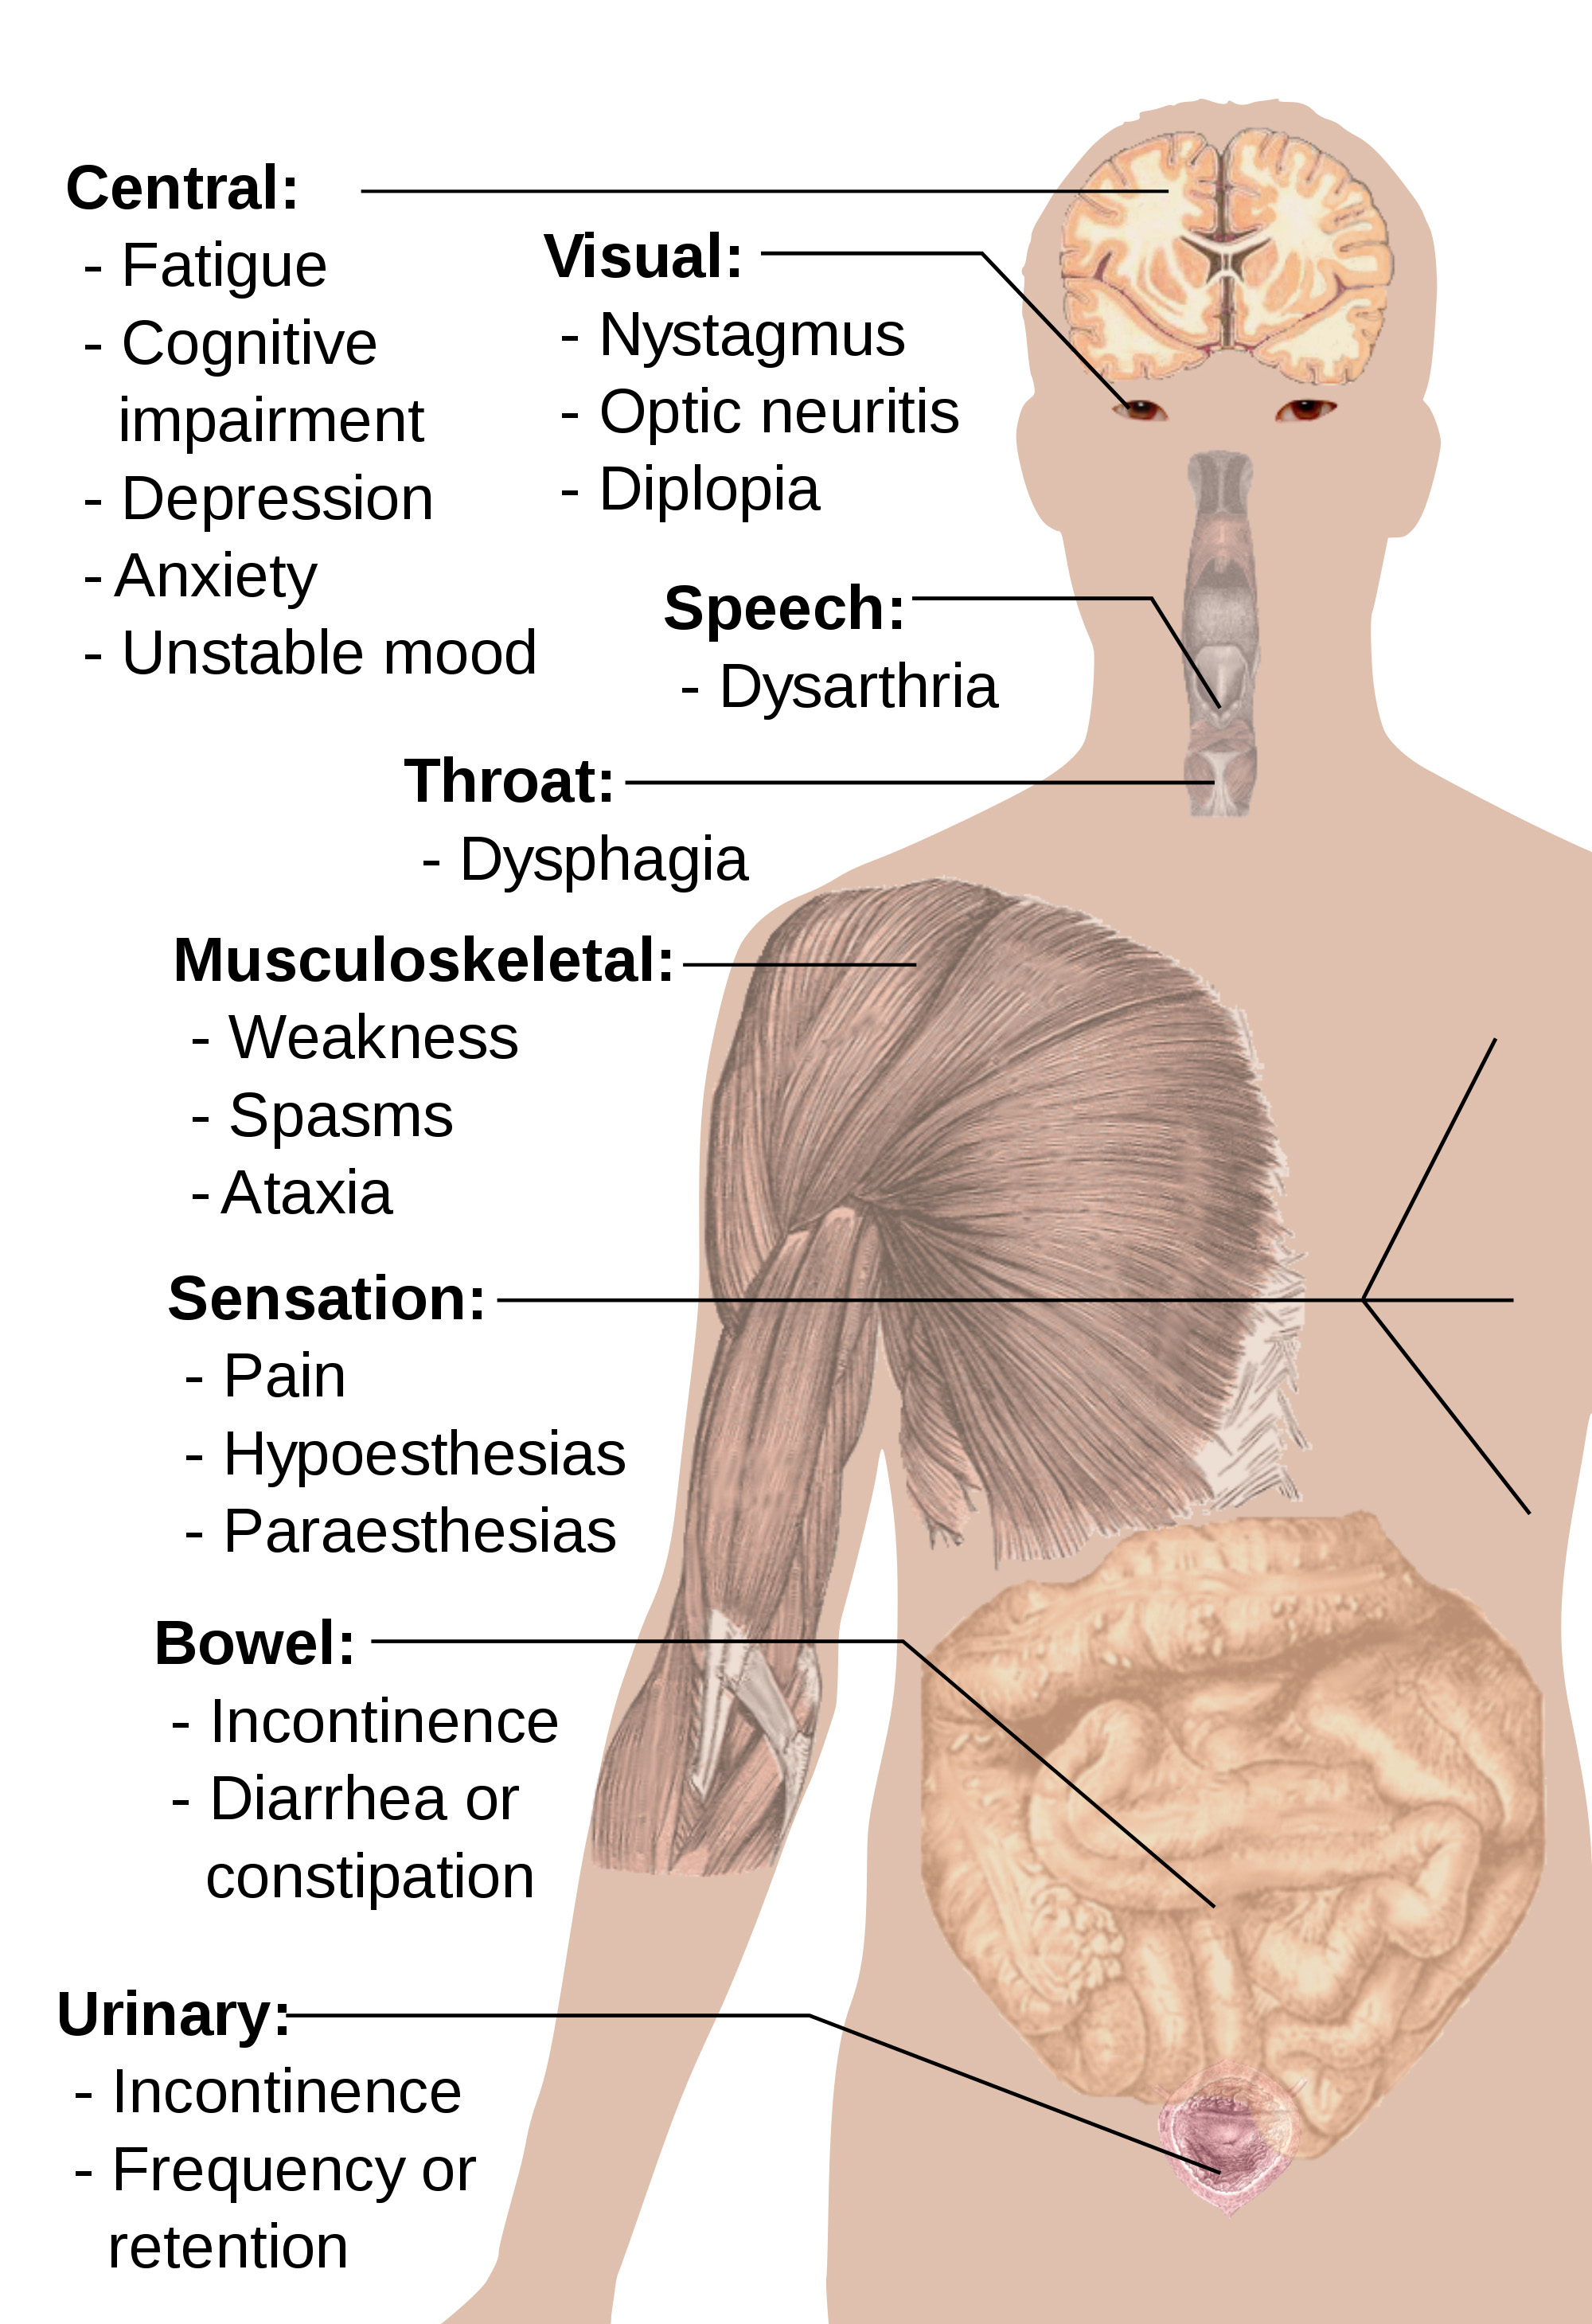 Central:
- Fatigue
- Cognitive
impairment
- Depression
- Anxiety
- Unstable mood
Visual:
- Nystagmus
- Optic neuritis
- Diplopia
Speech:
- Dysarthria
Throat:
- Dysphagia
Musculoskeletal:
- Weakness
- Spasms
- Ataxia
Sensation:
- Pain
- Hypoesthesias
- Paraesthesias
Bowel:
- Incontinence
- Diarrhea or
constipation
Urinary:
- Incontinence
- Frequency or
retention